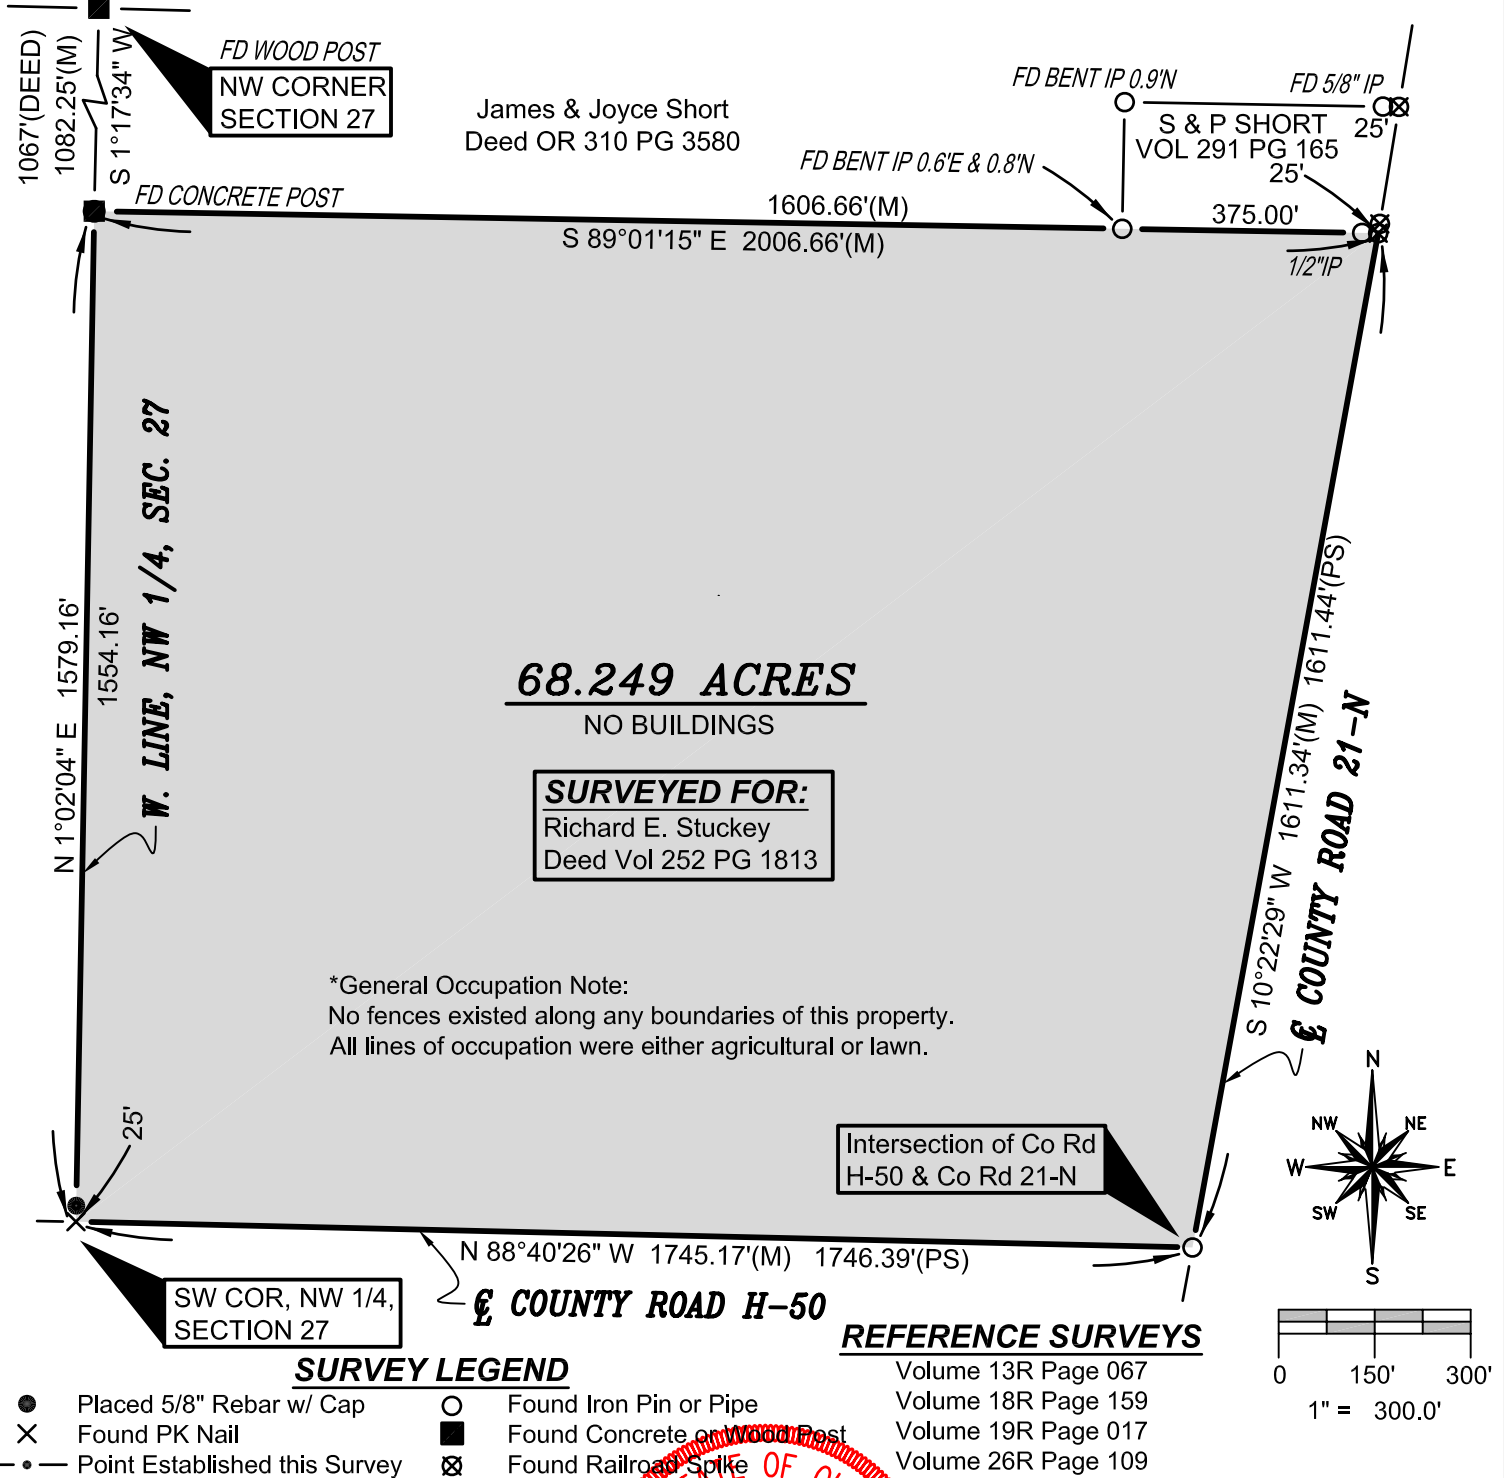 1067'(DEED)
1082.25'(M)
S 1°17'34" W
FD WOOD POST
NW CORNER
SECTION 27
James & Joyce Short
Deed OR 310 PG 3580
FD BENT IP 0.9'N
FD 5/8" IP
S & P SHORT
VOL 291 PG 165
25'
25'
FD BENT IP 0.6'E & 0.8'N
FD CONCRETE POST
1606.66'(M)
375.00'
S 89°01'15" E 2006.66'(M)
1/2"IP
W. LINE, NW 1/4, SEC. 27
N 1°02'04" E 1579.16'
1554.16'
68.249 ACRES
NO BUILDINGS
SURVEYED FOR:
Richard E. Stuckey
Deed Vol 252 PG 1813
S 10°22'29" W 1611.34'(M) 1611.44'(PS)
℄ COUNTY ROAD 21-N
*General Occupation Note:
No fences existed along any boundaries of this property.
All lines of occupation were either agricultural or lawn.
25'
Intersection of Co Rd
H-50 & Co Rd 21-N
N
NW NE
W E
SW SE
S
N 88°40'26" W 1745.17'(M) 1746.39'(PS)
℄ COUNTY ROAD H-50
SW COR, NW 1/4,
SECTION 27
0 150' 300'
1" = 300.0'
SURVEY LEGEND
Placed 5/8" Rebar w/ Cap
Found PK Nail
Point Established this Survey
Found Iron Pin or Pipe
Found Concrete or Wood Post
Found Railroad Spike
REFERENCE SURVEYS
Volume 13R Page 067
Volume 18R Page 159
Volume 19R Page 017
Volume 26R Page 109
OF